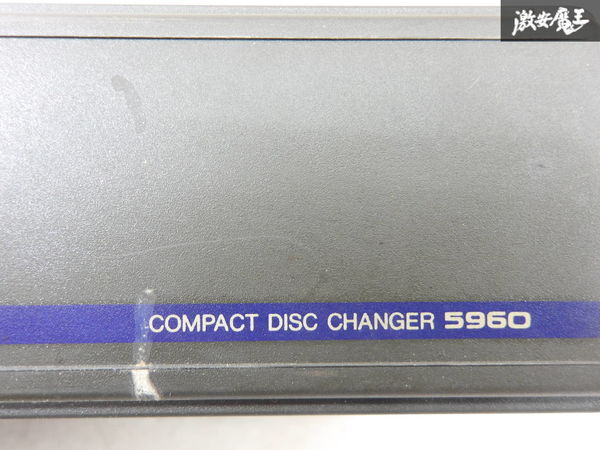 激安魔王
COMPACT DISC CHANGER 5960